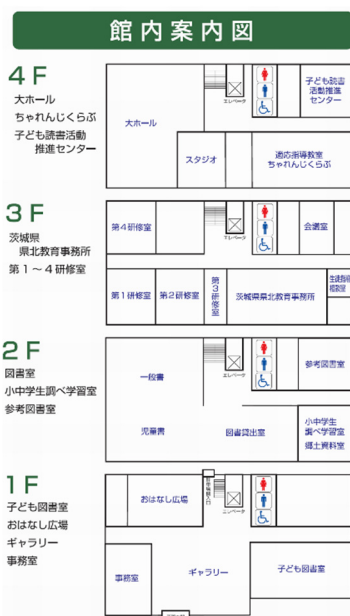 館内案内図
4F
大ホール
ちゃれんじくらぶ
子ども読書活動
推進センター
大ホール
スタジオ
エレベータ
子ども読書
活動推進
センター
適応指導教室
ちゃれんじくらぶ
3F
茨城県
県北教育事務所
第1〜4研修室
第4研修室
エレベータ
会議室
第1研修室
第2研修室
第3研修室
茨城県県北教育事務所
2F
図書室
小中学生調べ学習室
参考図書室
一般書
エレベータ
参考図書室
児童書
図書貸出室
小中学生
調べ学習室
郷土資料室
1F
子ども図書室
おはなし広場
ギャラリー
事務室
おはなし広場
エレベータ
事務室
ギャラリー
子ども図書室